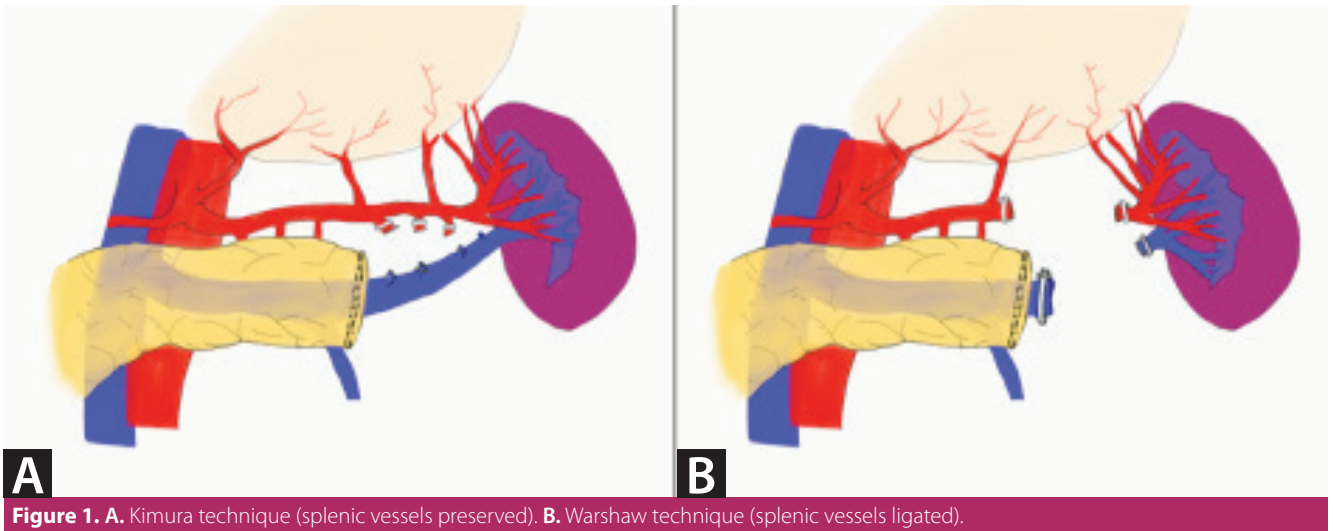 A
B
Figure 1. A. Kimura technique (splenic vessels preserved). B. Warshaw technique (splenic vessels ligated).